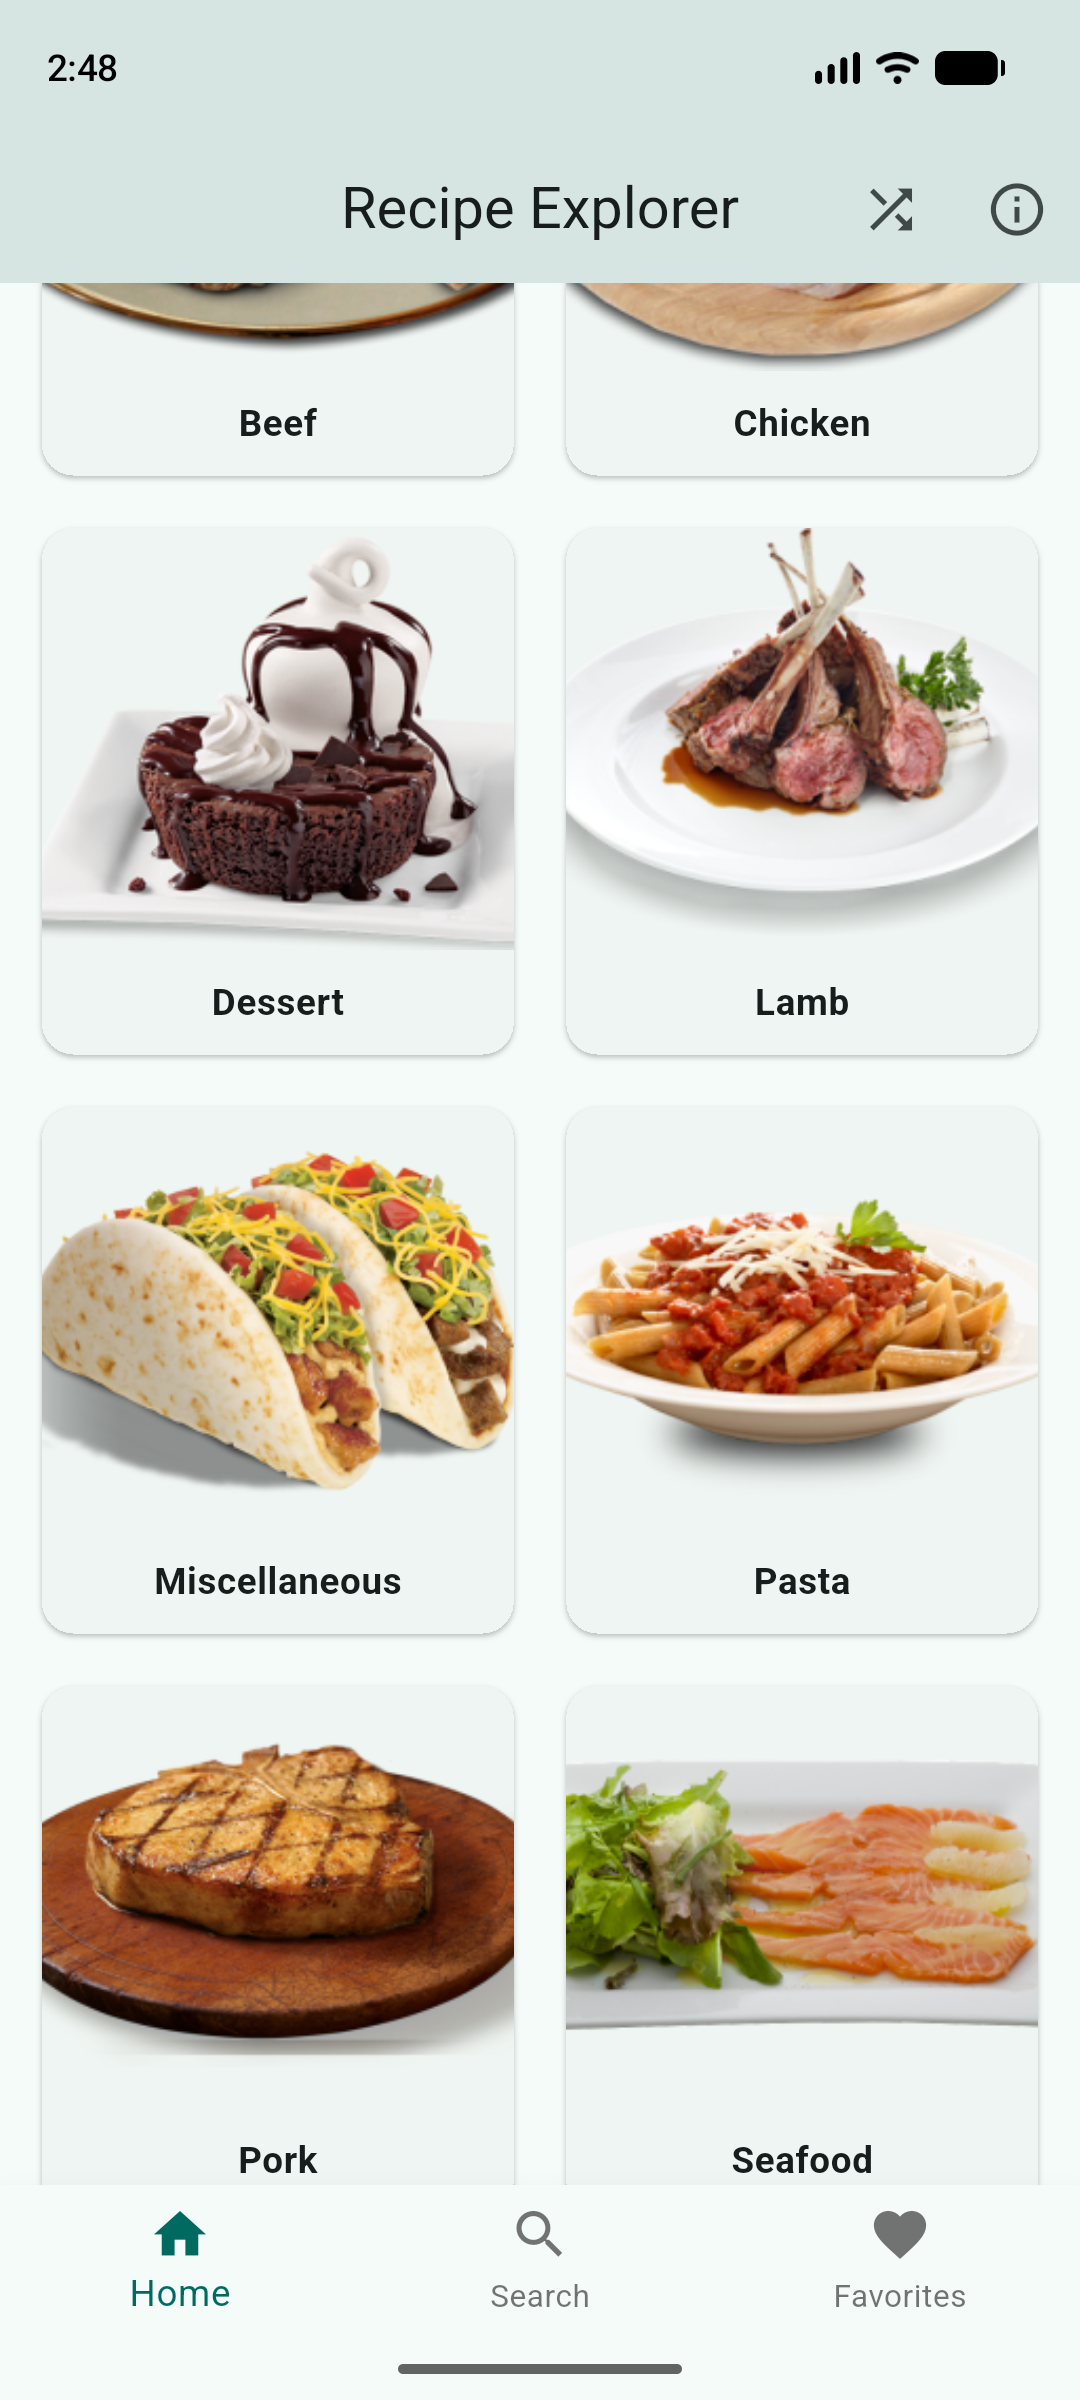 2:48
Recipe Explorer
Beef
Chicken
Dessert
Lamb
Miscellaneous
Pasta
Pork
Seafood
Home
Search
Favorites